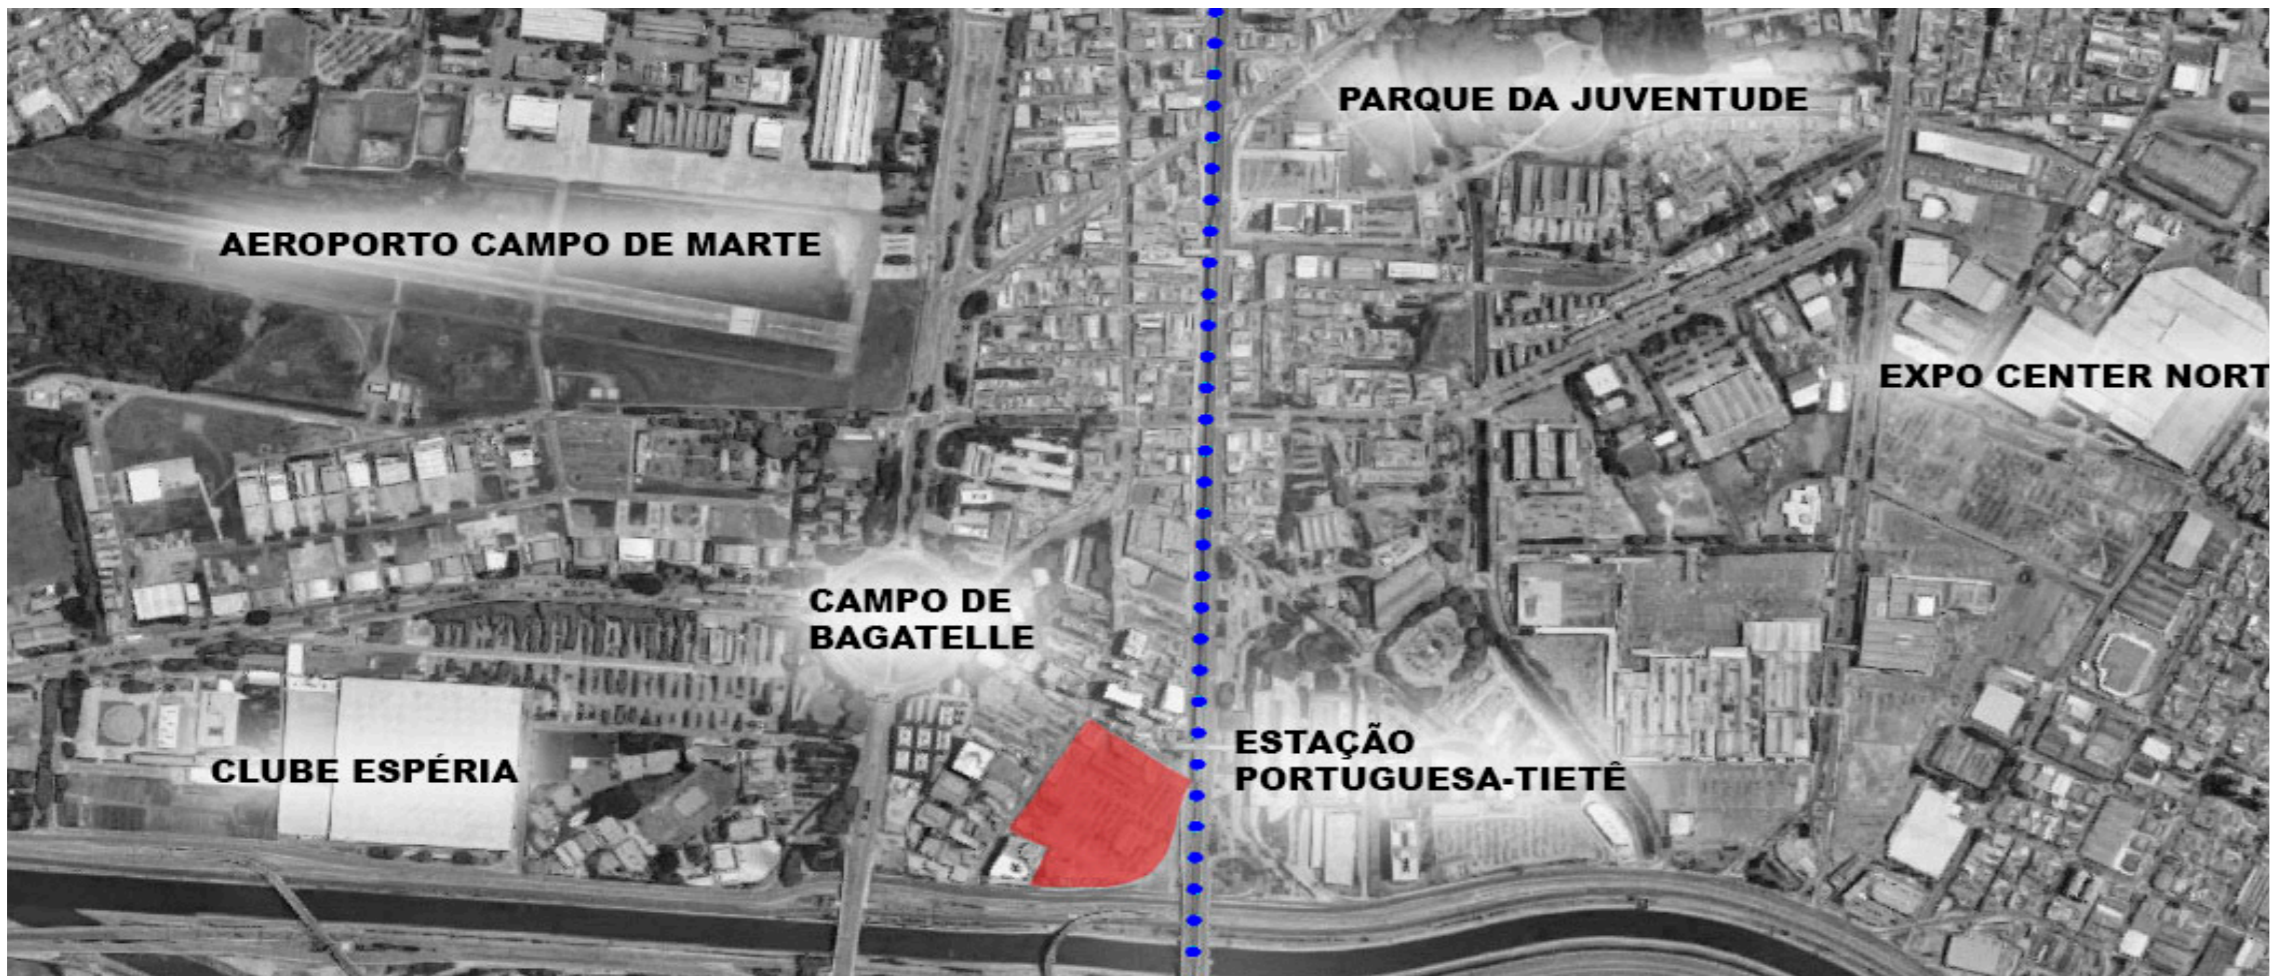 PARQUE DA JUVENTUDE
AEROPORTO CAMPO DE MARTE
EXPO CENTER NORT
CAMPO DE
BAGATELLE
ESTAÇÃO
PORTUGUESA-TIETÊ
CLUBE ESPÉRIA